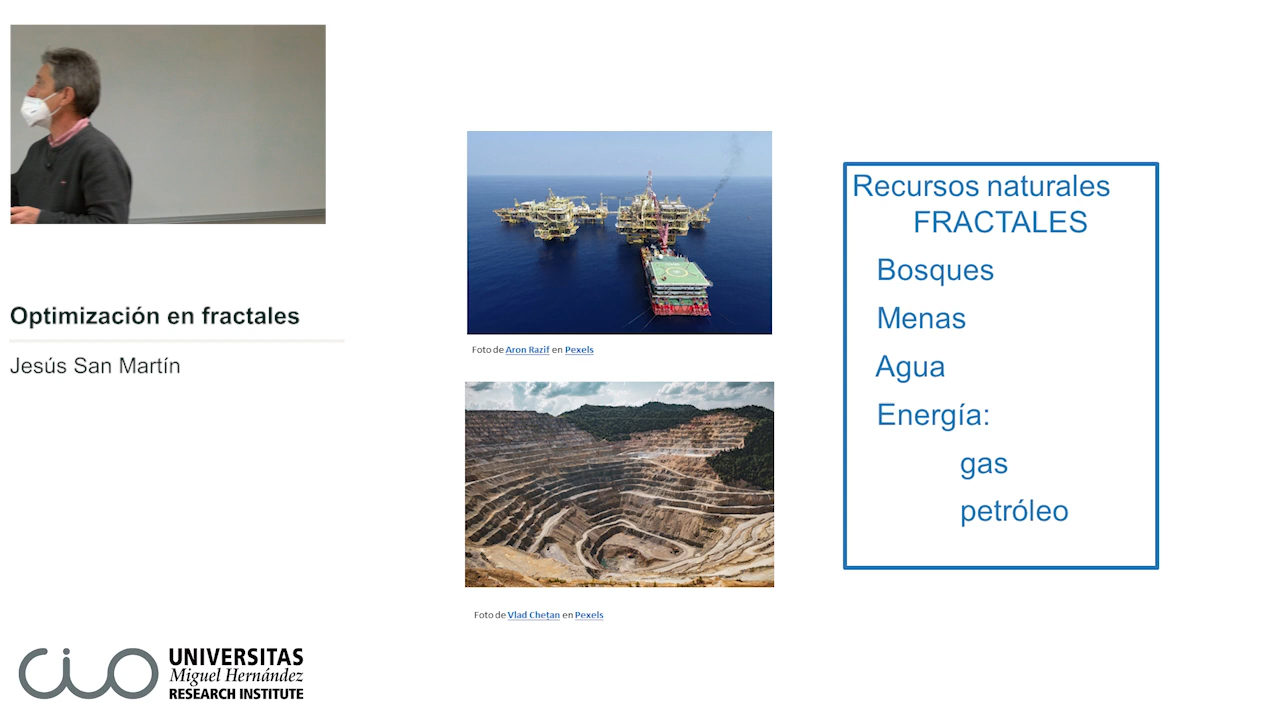 Optimización en fractales
Jesús San Martín
cio
UNIVERSITAS
Miguel Hernández
RESEARCH INSTITUTE
Foto de Aron Razif en Pexels
Foto de Vlad Chețan en Pexels
Recursos naturales
FRACTALES
Bosques
Menas
Agua
Energía:
gas
petróleo